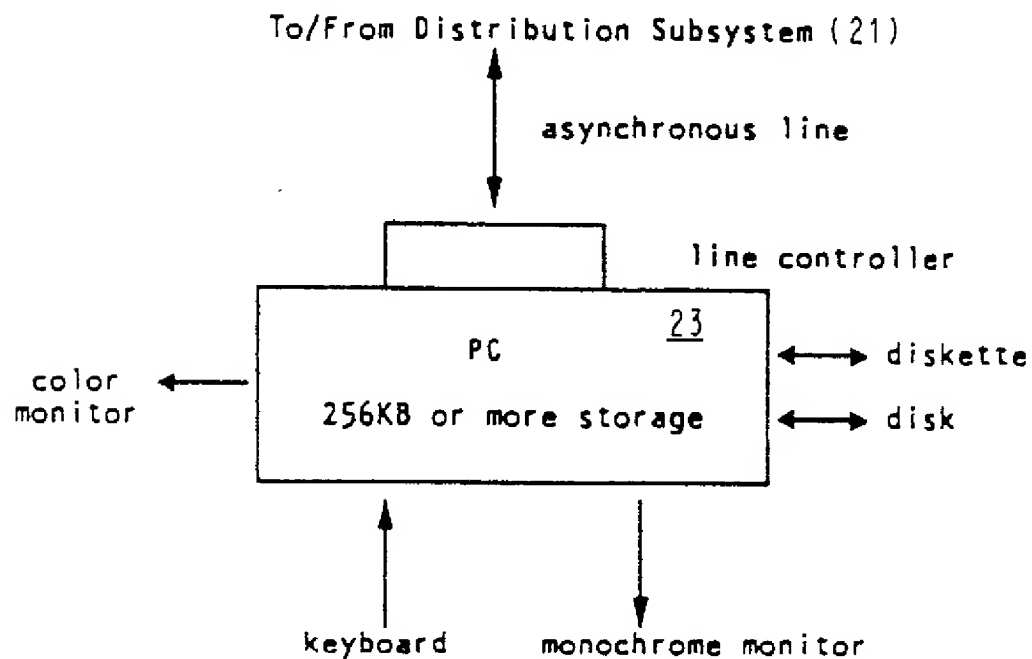 To/From Distribution Subsystem (21)
asynchronous line
line controller
23
PC
256KB or more storage
color
monitor
diskette
disk
keyboard
monochrome monitor